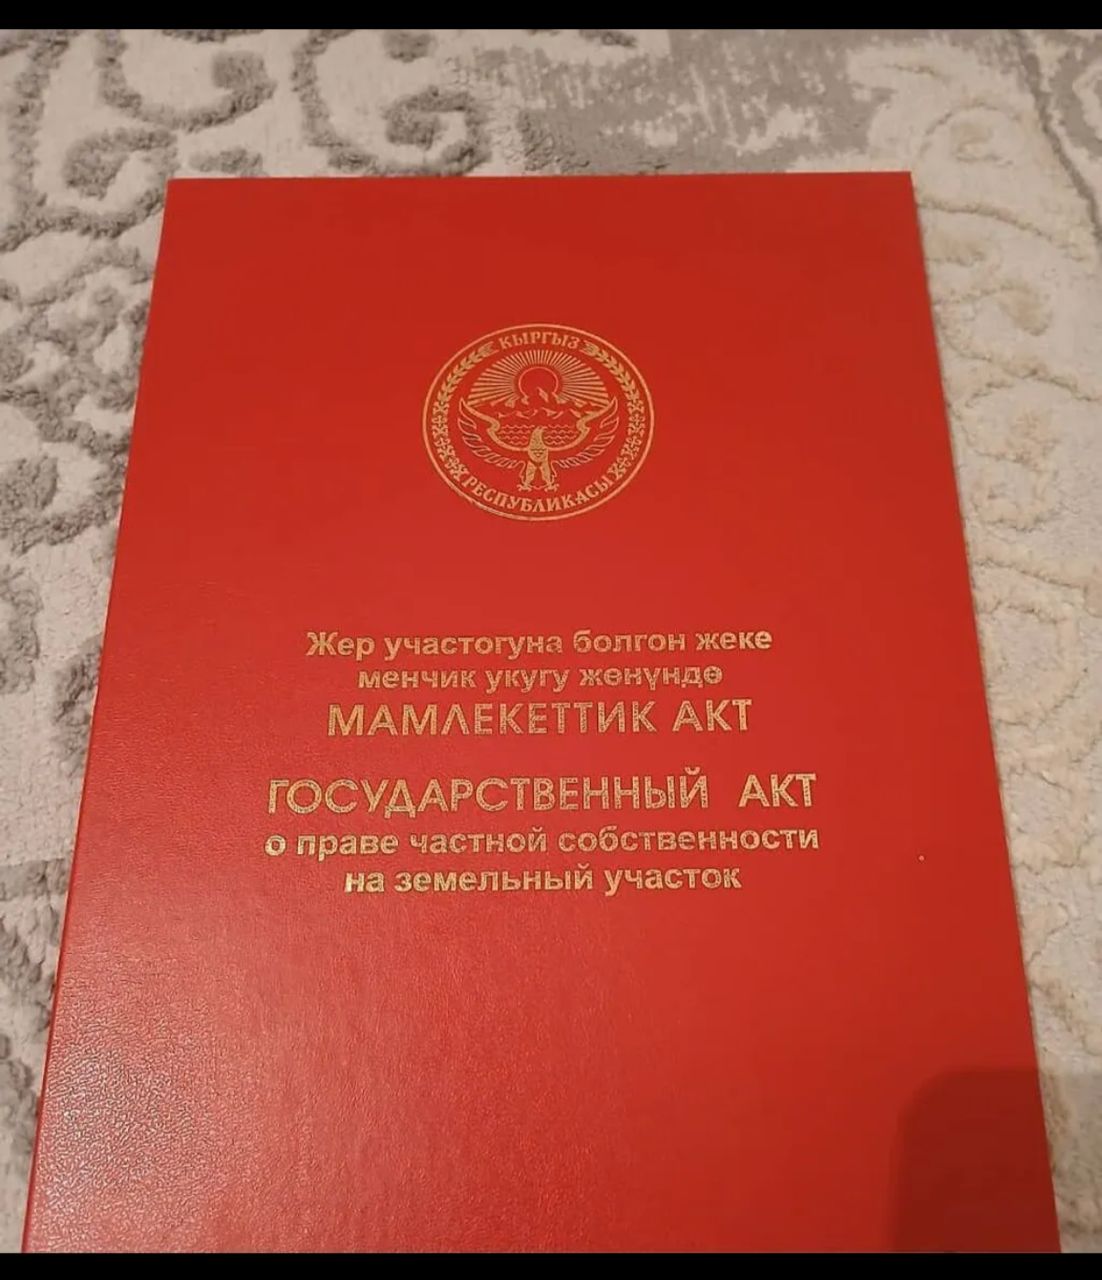 КЫРГЫЗ
РЕСПУБЛИКАСЫ
Жер участогуна болгон жеке
менчик укугу жөнүндө
МАМЛЕКЕТТИК АКТ
ГОСУДАРСТВЕННЫЙ АКТ
о праве частной собственности
на земельный участок